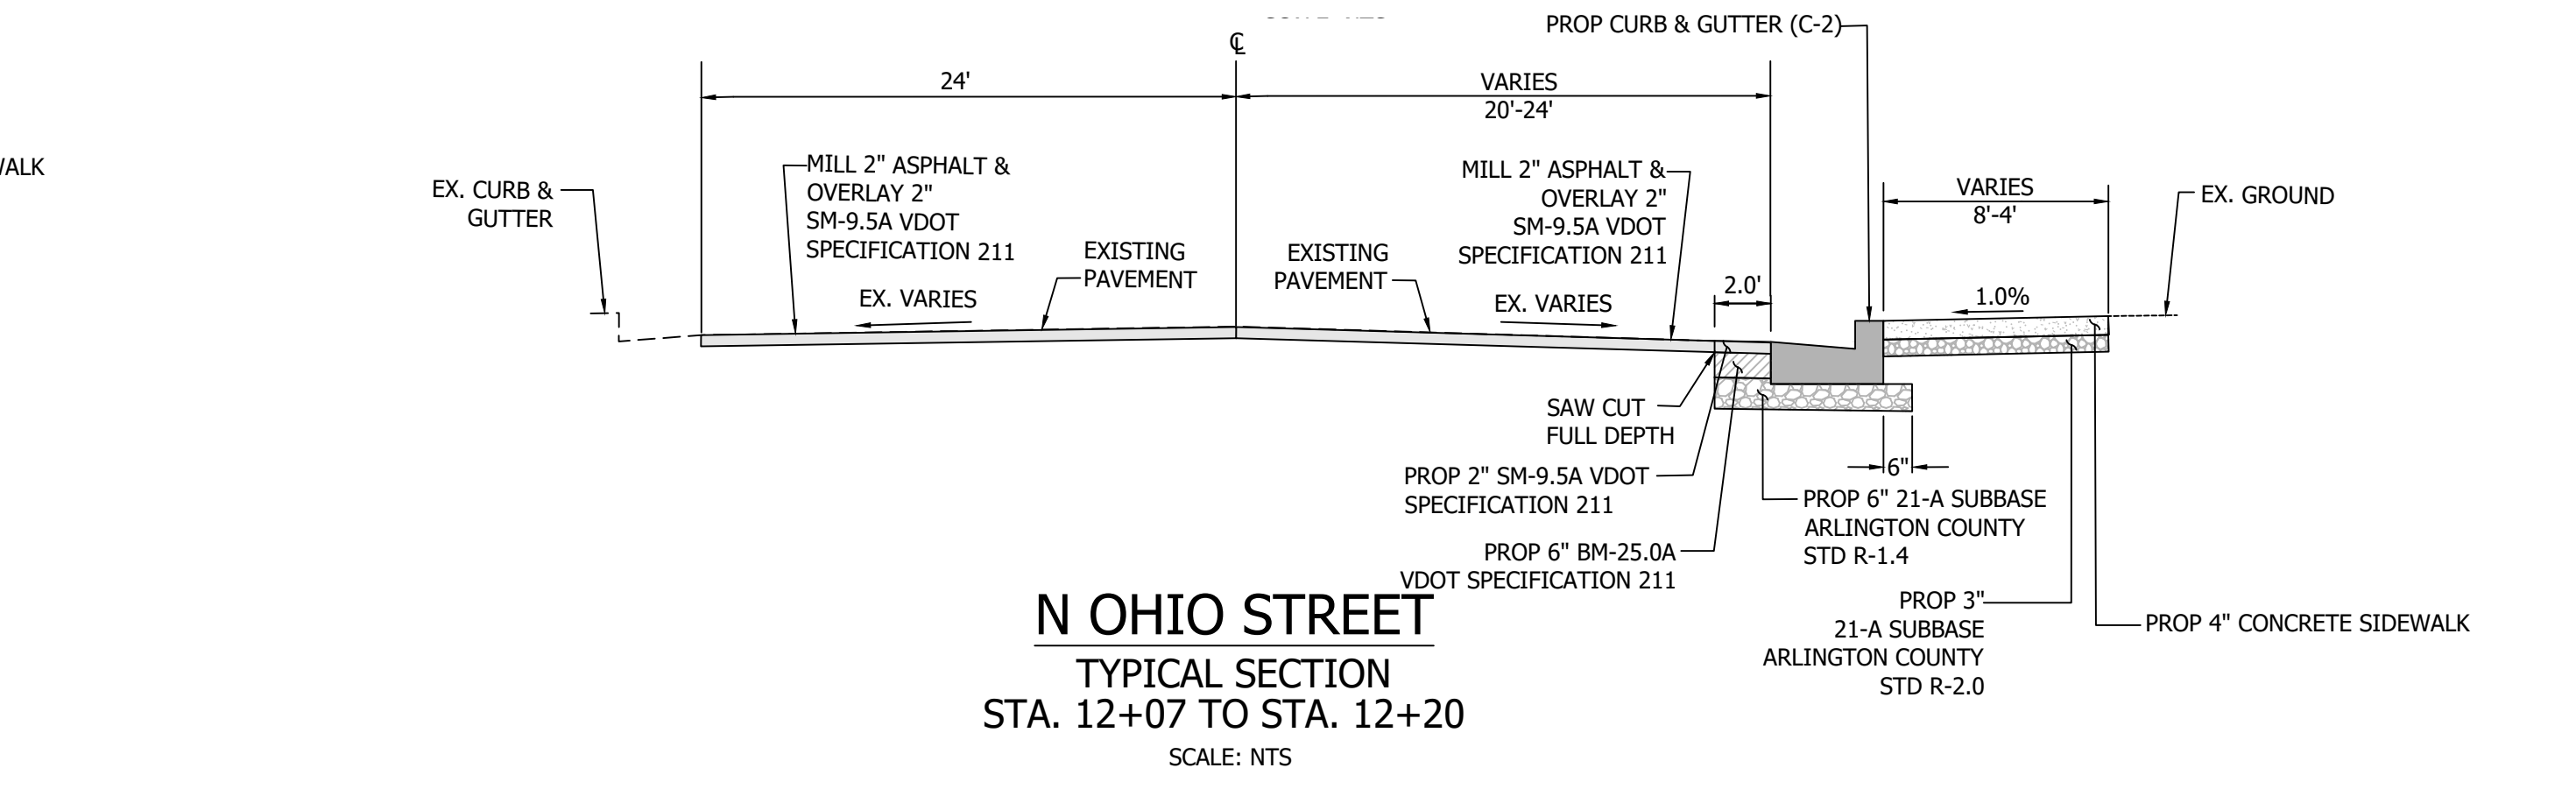 PROP CURB & GUTTER (C-2)
℄
24'
VARIES
20'-24'
WALK
EX. CURB &
GUTTER
MILL 2" ASPHALT &
OVERLAY 2"
SM-9.5A VDOT
SPECIFICATION 211
EX. VARIES
EXISTING
PAVEMENT
EXISTING
PAVEMENT
MILL 2" ASPHALT &
OVERLAY 2"
SM-9.5A VDOT
SPECIFICATION 211
EX. VARIES
2.0'
VARIES
8'-4'
EX. GROUND
1.0%
SAW CUT
FULL DEPTH
6"
PROP 2" SM-9.5A VDOT
SPECIFICATION 211
PROP 6" 21-A SUBBASE
ARLINGTON COUNTY
STD R-1.4
PROP 6" BM-25.0A
VDOT SPECIFICATION 211
PROP 3"
21-A SUBBASE
ARLINGTON COUNTY
STD R-2.0
PROP 4" CONCRETE SIDEWALK
N OHIO STREET
TYPICAL SECTION
STA. 12+07 TO STA. 12+20
SCALE: NTS